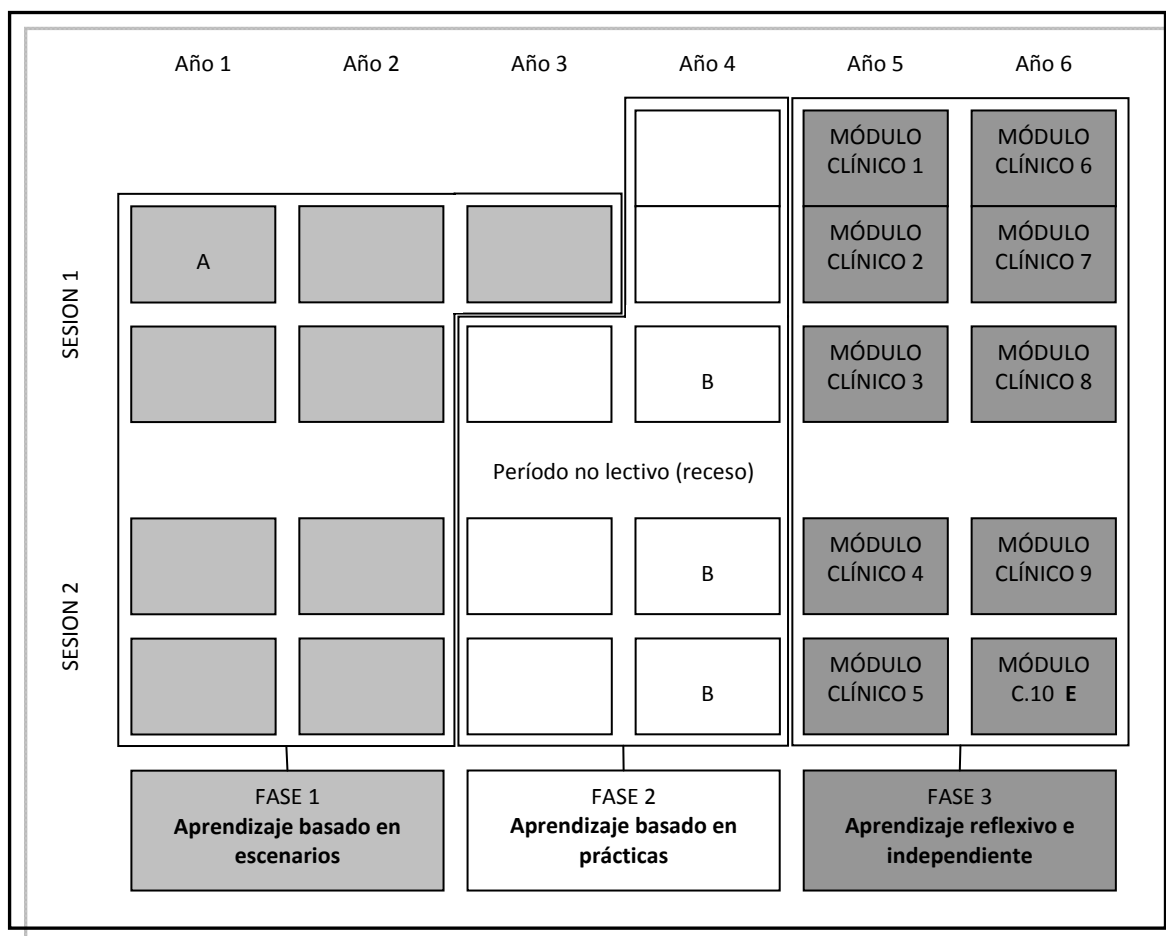 Año 1 Año 2 Año 3 Año 4 Año 5 Año 6
SESION 1
MÓDULO
CLÍNICO 1
MÓDULO
CLÍNICO 6
A
MÓDULO
CLÍNICO 2
MÓDULO
CLÍNICO 7
B
MÓDULO
CLÍNICO 3
MÓDULO
CLÍNICO 8
Período no lectivo (receso)
SESION 2
B
MÓDULO
CLÍNICO 4
MÓDULO
CLÍNICO 9
B
MÓDULO
CLÍNICO 5
MÓDULO
C.10 E
FASE 1
Aprendizaje basado en
escenarios
FASE 2
Aprendizaje basado en
prácticas
FASE 3
Aprendizaje reflexivo e
independiente